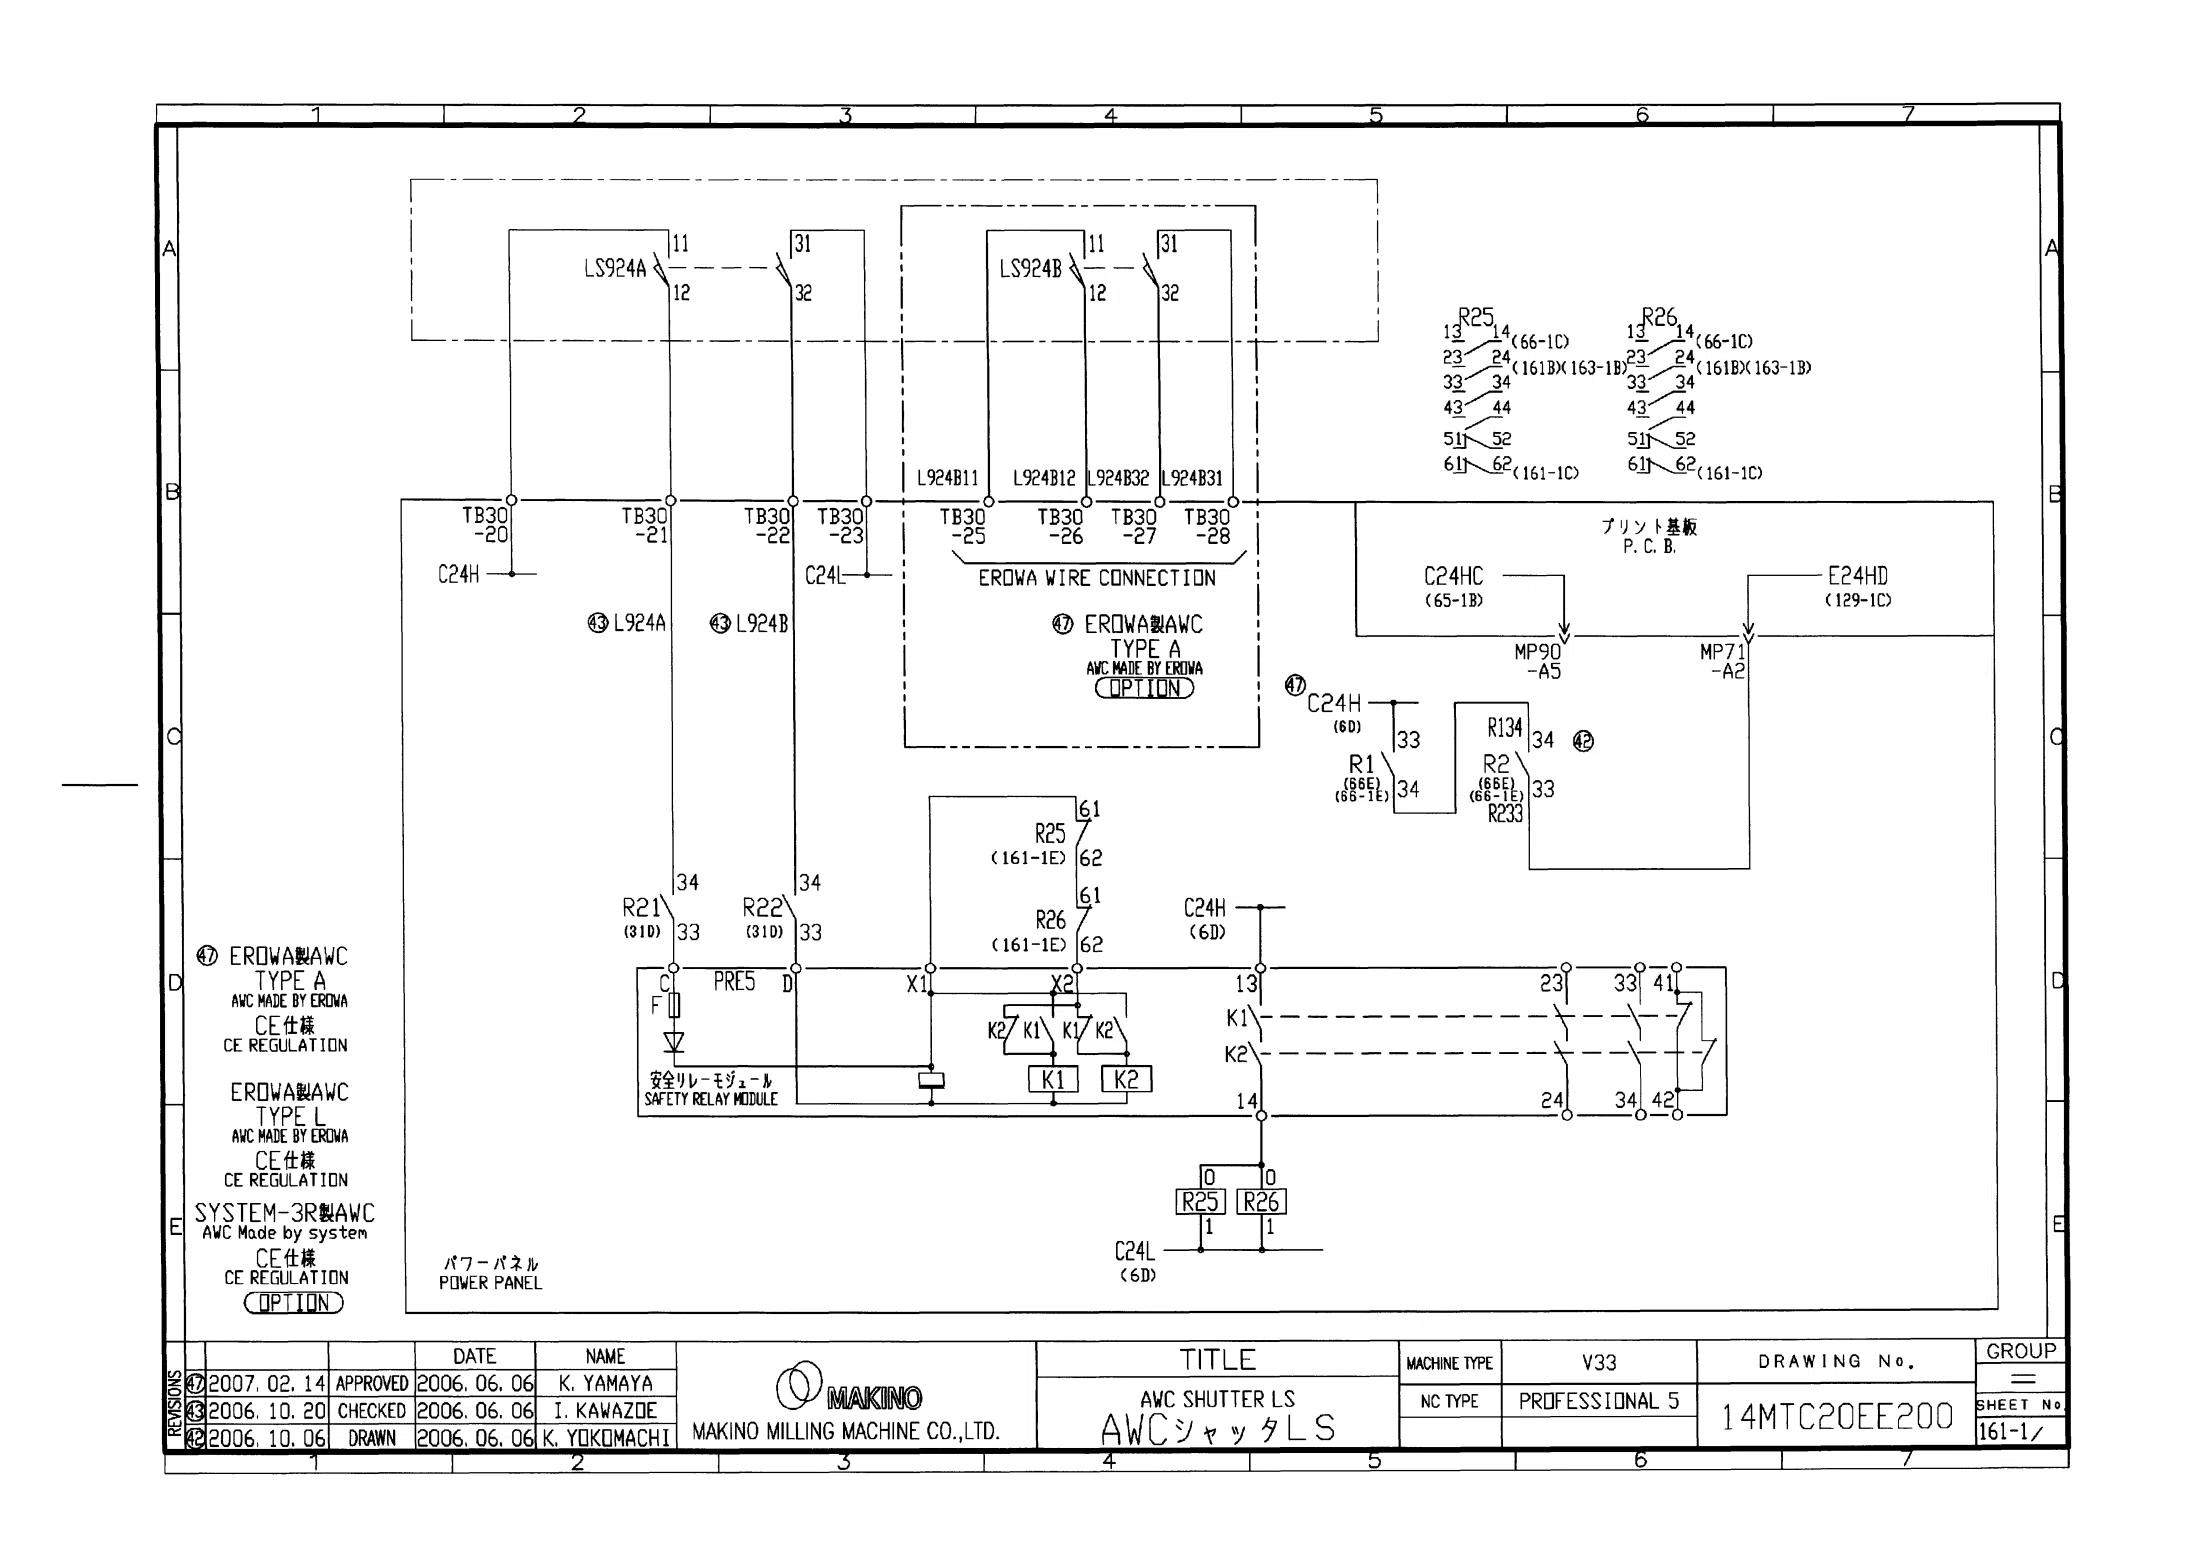 1 2 3 4 5 6 7
A A
B B
C C
D D
E E
LS924A
11
12
31
32
LS924B
11
12
31
32
R25
13 14 (66-1C)
23 24 (161B)(163-1B)
33 34
43 44
51 52
61 62 (161-1C)
R26
13 14 (66-1C)
23 24 (161B)(163-1B)
33 34
43 44
51 52
61 62 (161-1C)
L924B11 L924B12 L924B32 L924B31
TB30
-20
TB30
-21
TB30
-22
TB30
-23
TB30
-25
TB30
-26
TB30
-27
TB30
-28
C24H
C24L
EROWA WIRE CONNECTION
㊸ L924A
㊸ L924B
㊼ EROWA製AWC
TYPE A
AWC MADE BY EROWA
OPTION
プリント基板
P. C. B.
C24HC
(65-1B)
E24HD
(129-1C)
MP90
-A5
MP71
-A2
㊼
C24H
(6D)
33
R1
(66E)
(66-1E)
34
R134
34
㊷
R2
(66E)
(66-1E)
33
R233
61
R25
(161-1E)
62
61
R26
(161-1E)
62
34
R21
(31D)
33
34
R22
(31D)
33
C24H
(6D)
C PRE5 D X1 X2 13 23 33 41
F
K2 K1 K1 K2
K1
K2
K1 K2
安全リレーモジュール
SAFETY RELAY MODULE
14 24 34 42
0 0
R25 R26
1 1
C24L
(6D)
㊼ EROWA製AWC
TYPE A
AWC MADE BY EROWA
CE仕様
CE REGULATION
EROWA製AWC
TYPE L
AWC MADE BY EROWA
CE仕様
CE REGULATION
SYSTEM-3R製AWC
AWC Made by system
CE仕様
CE REGULATION
OPTION
パワーパネル
POWER PANEL
REVISIONS
DATE NAME
㊼ 2007. 02. 14 APPROVED 2006. 06. 06 K. YAMAYA
㊸ 2006. 10. 20 CHECKED 2006. 06. 06 I. KAWAZOE
㊷ 2006. 10. 06 DRAWN 2006. 06. 06 K. YOKOMACHI
MAKINO
MAKINO MILLING MACHINE CO.,LTD.
TITLE
AWC SHUTTER LS
AWCシャッタLS
MACHINE TYPE V33
NC TYPE PROFESSIONAL 5
DRAWING No.
14MTC20EE200
GROUP
=
SHEET No.
161-1/
1 2 3 4 5 6 7